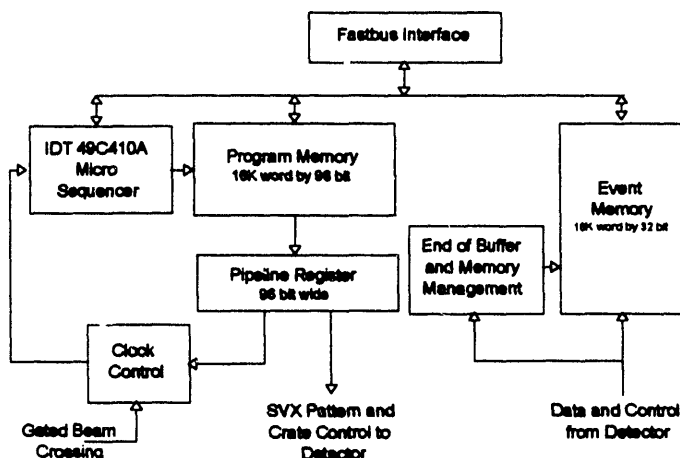 Fastbus Interface
IDT 49C410A
Micro
Sequencer
Program Memory
16K word by 96 bit
Event
Memory
16K word by 32 bit
End of Buffer
and Memory
Management
Pipeline Register
96 bit wide
Clock
Control
SVX Pattern and
Crate Control to
Detector
Data and Control
from Detector
Gated Beam
Crossing